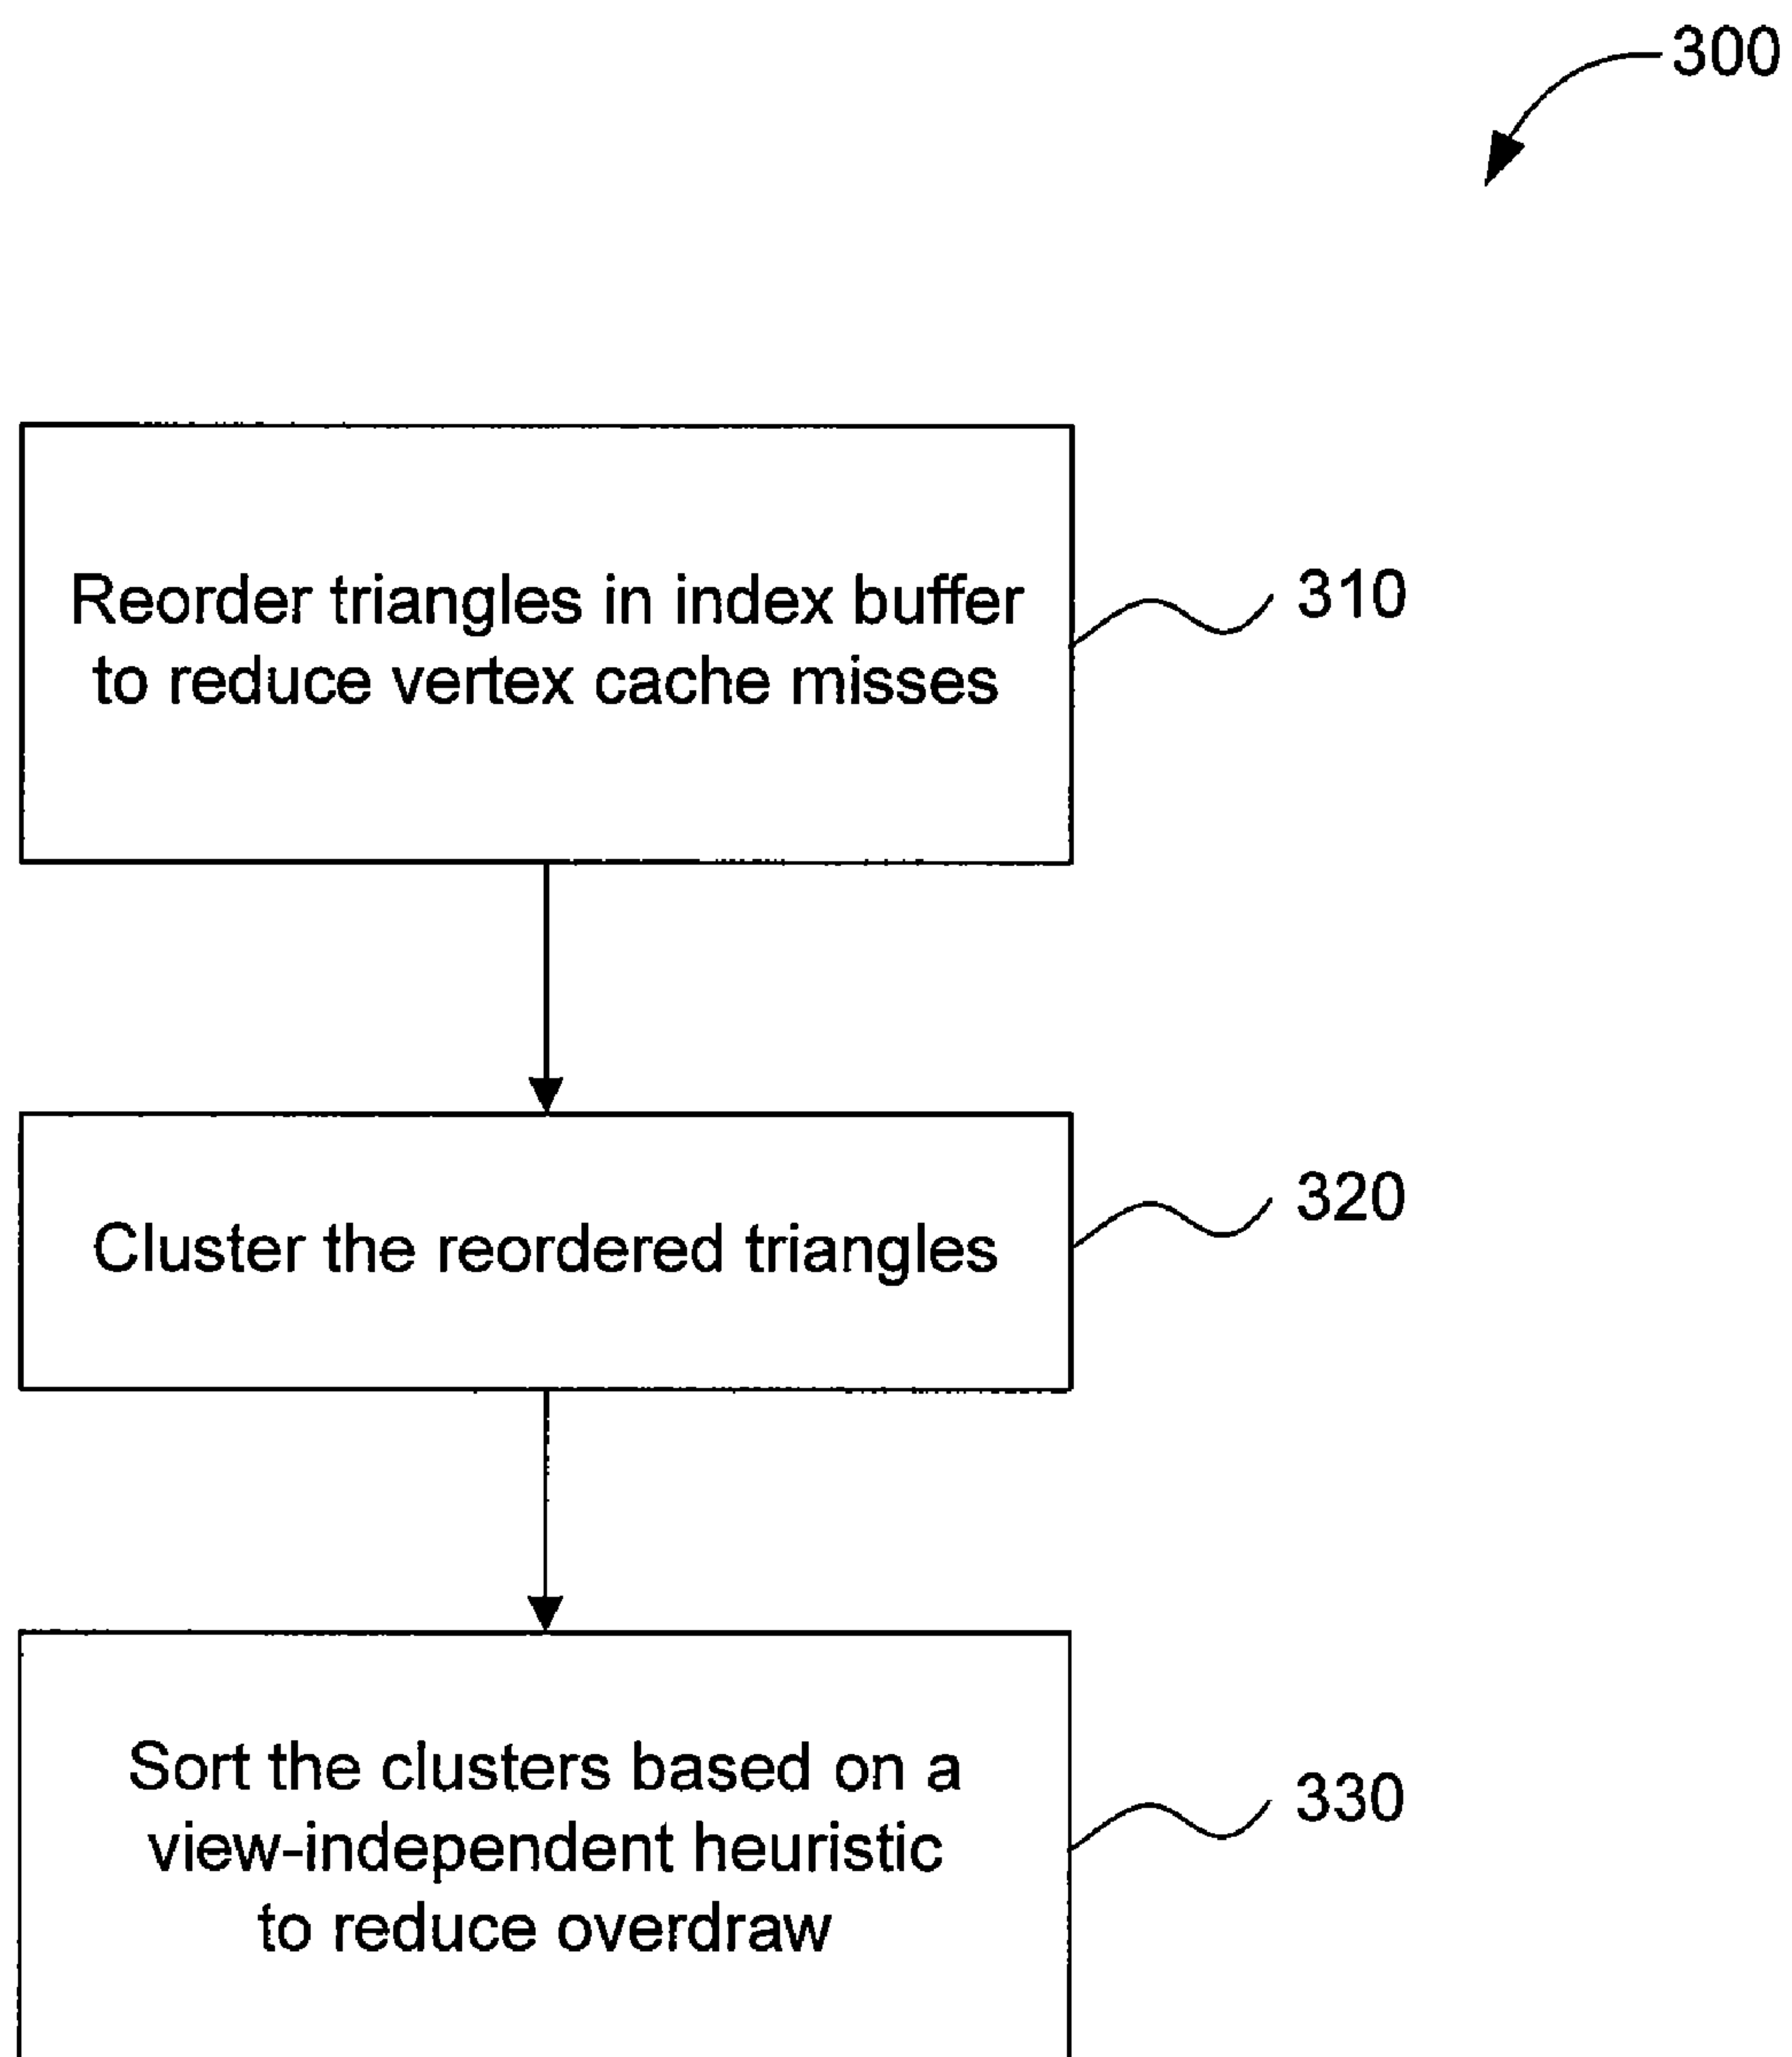 300
Reorder triangles in index buffer
to reduce vertex cache misses
310
Cluster the reordered triangles
320
Sort the clusters based on a
view-independent heuristic
to reduce overdraw
330